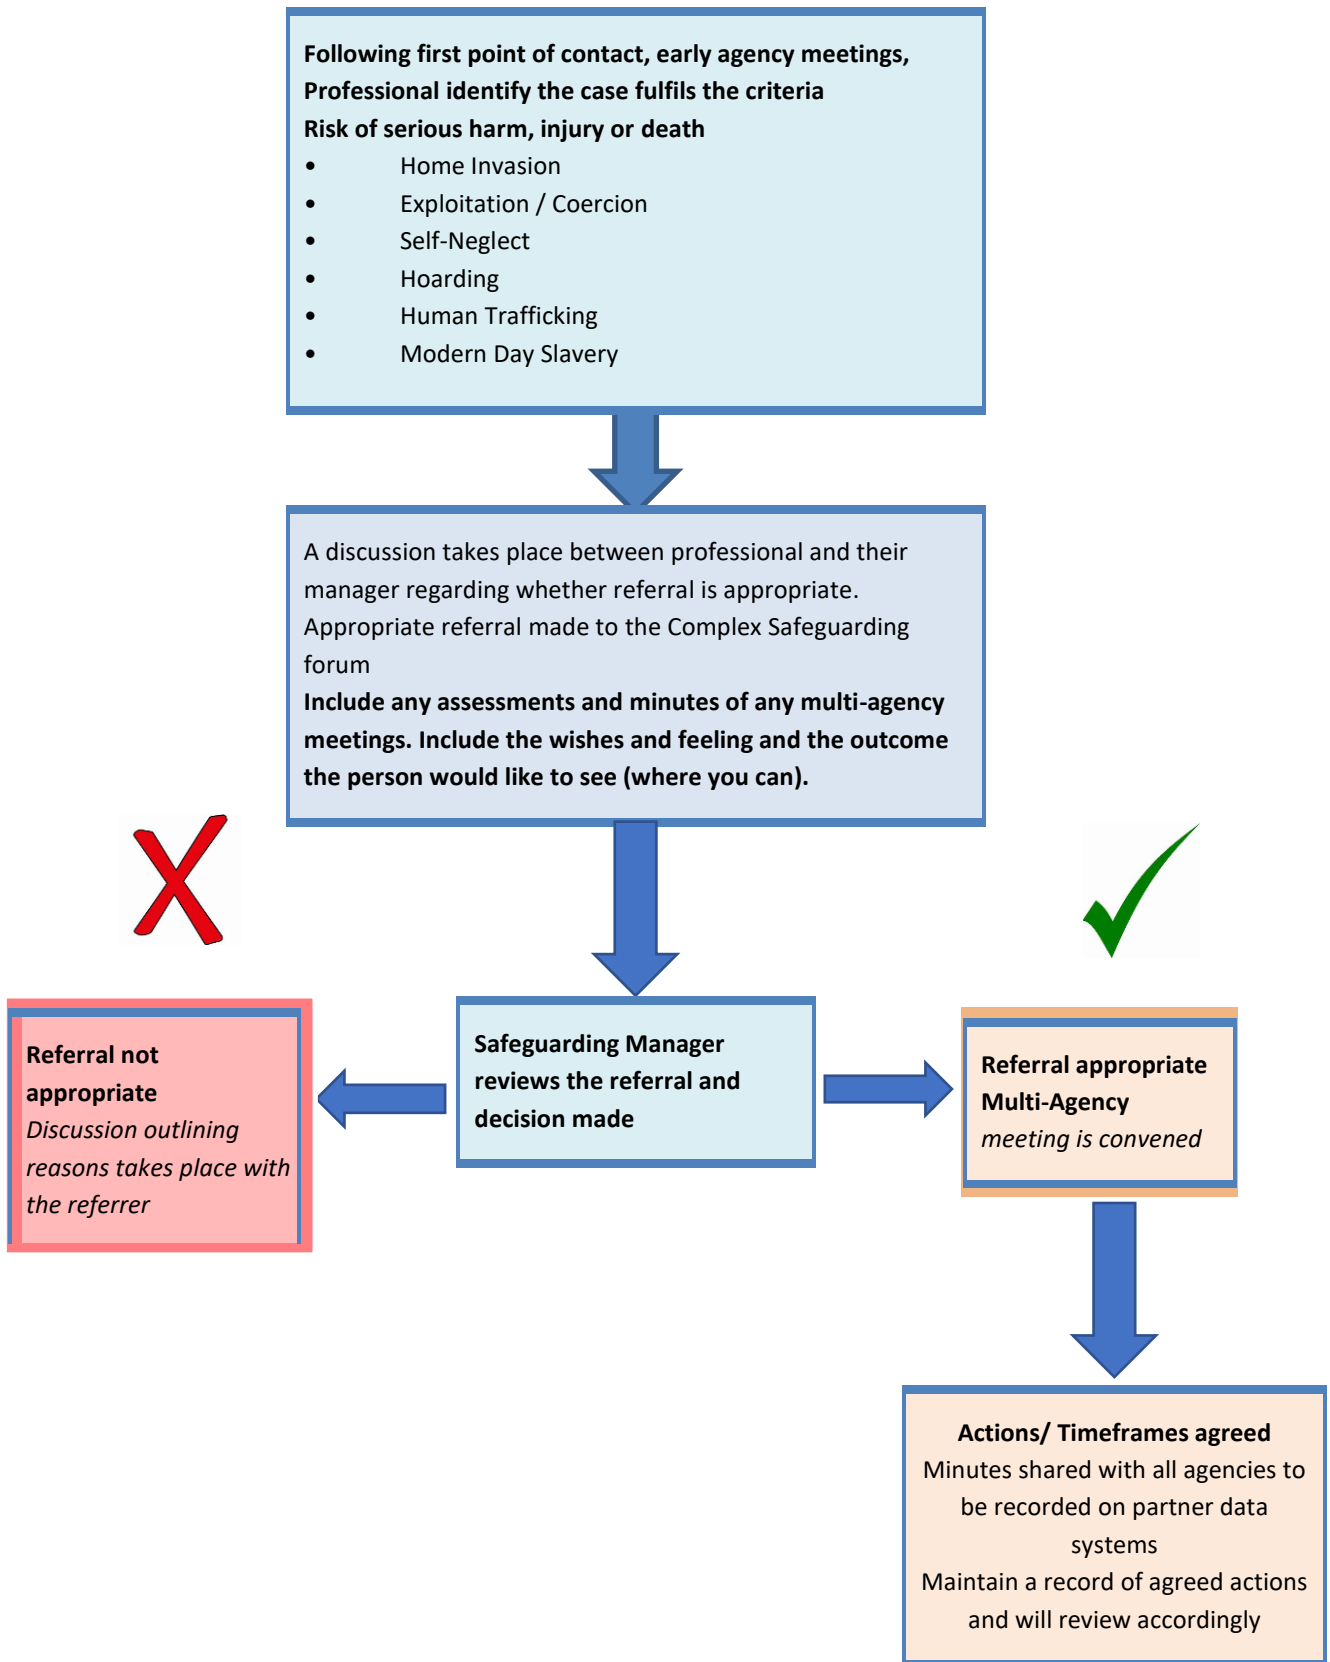 Following first point of contact, early agency meetings,
Professional identify the case fulfils the criteria
Risk of serious harm, injury or death
• Home Invasion
• Exploitation / Coercion
• Self-Neglect
• Hoarding
• Human Trafficking
• Modern Day Slavery
A discussion takes place between professional and their
manager regarding whether referral is appropriate.
Appropriate referral made to the Complex Safeguarding
forum
Include any assessments and minutes of any multi-agency
meetings. Include the wishes and feeling and the outcome
the person would like to see (where you can).
Referral not
appropriate
Discussion outlining
reasons takes place with
the referrer
Safeguarding Manager
reviews the referral and
decision made
Referral appropriate
Multi-Agency
meeting is convened
Actions/ Timeframes agreed
Minutes shared with all agencies to
be recorded on partner data
systems
Maintain a record of agreed actions
and will review accordingly